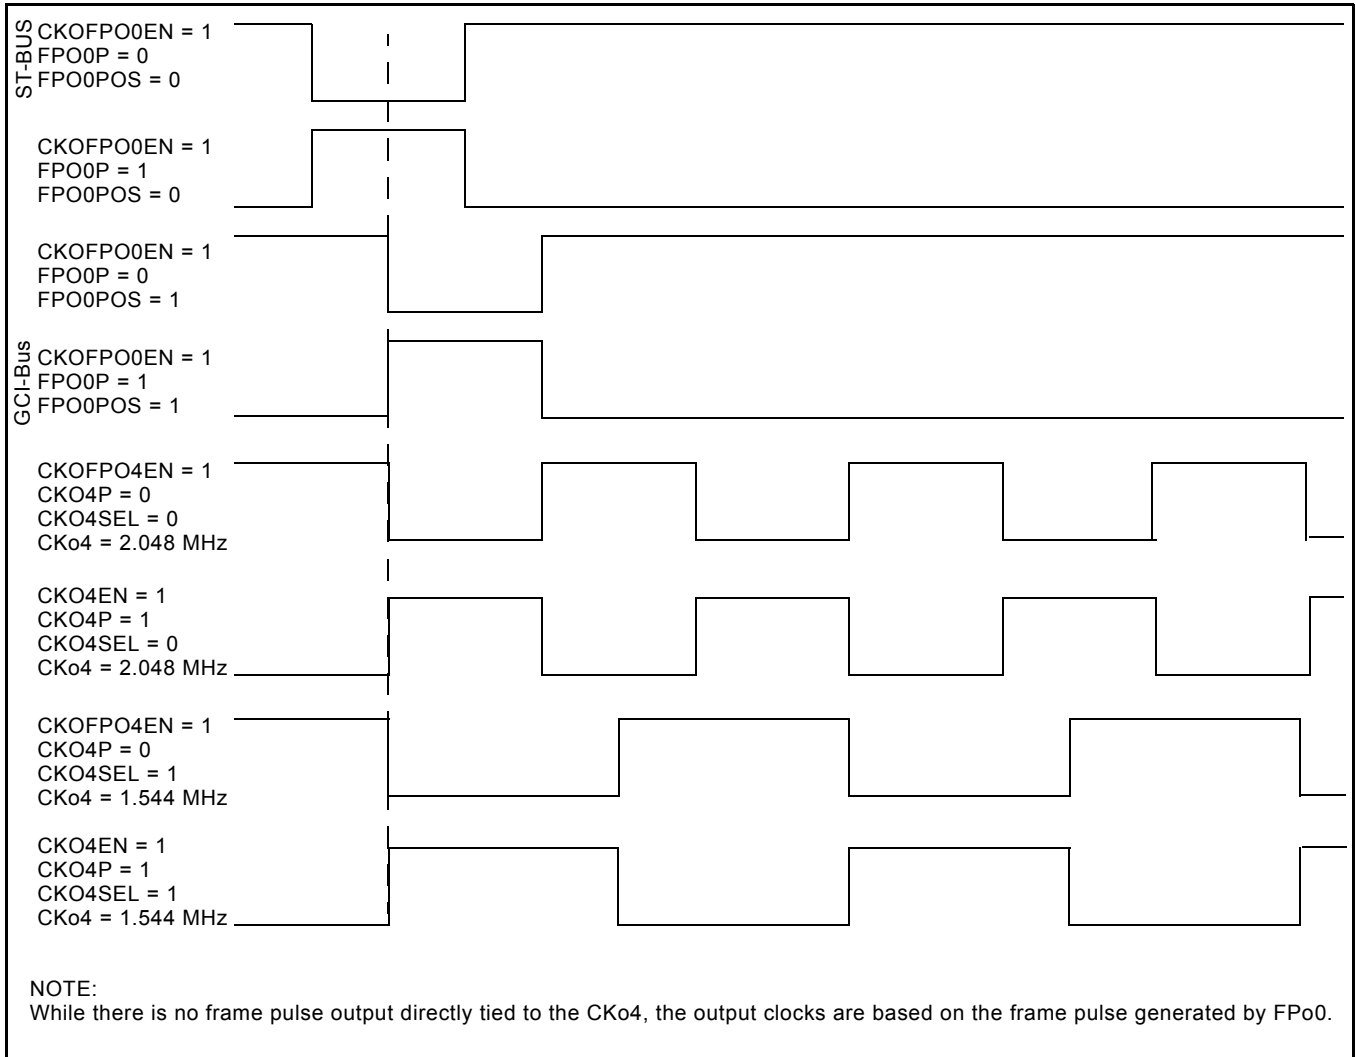 ST-BUS
CKOFPO0EN = 1
FPO0P = 0
FPO0POS = 0
CKOFPO0EN = 1
FPO0P = 1
FPO0POS = 0
CKOFPO0EN = 1
FPO0P = 0
FPO0POS = 1
GCI-Bus
CKOFPO0EN = 1
FPO0P = 1
FPO0POS = 1
CKOFPO4EN = 1
CKO4P = 0
CKO4SEL = 0
CKo4 = 2.048 MHz
CKO4EN = 1
CKO4P = 1
CKO4SEL = 0
CKo4 = 2.048 MHz
CKOFPO4EN = 1
CKO4P = 0
CKO4SEL = 1
CKo4 = 1.544 MHz
CKO4EN = 1
CKO4P = 1
CKO4SEL = 1
CKo4 = 1.544 MHz
NOTE:
While there is no frame pulse output directly tied to the CKo4, the output clocks are based on the frame pulse generated by FPo0.